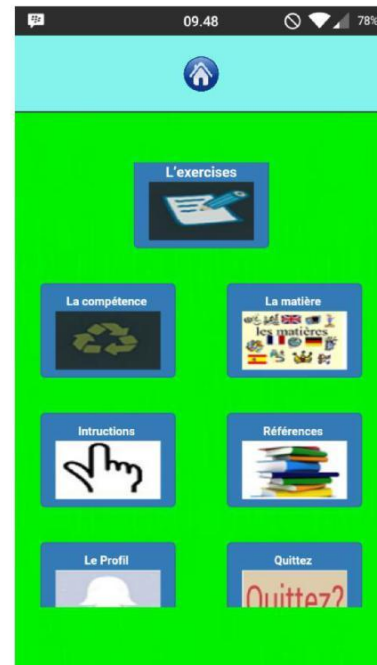 09.48
78%
L'exercises
La compétence
La matière
les matières
Intructions
Références
Le Profil
Quittez
Quittez?